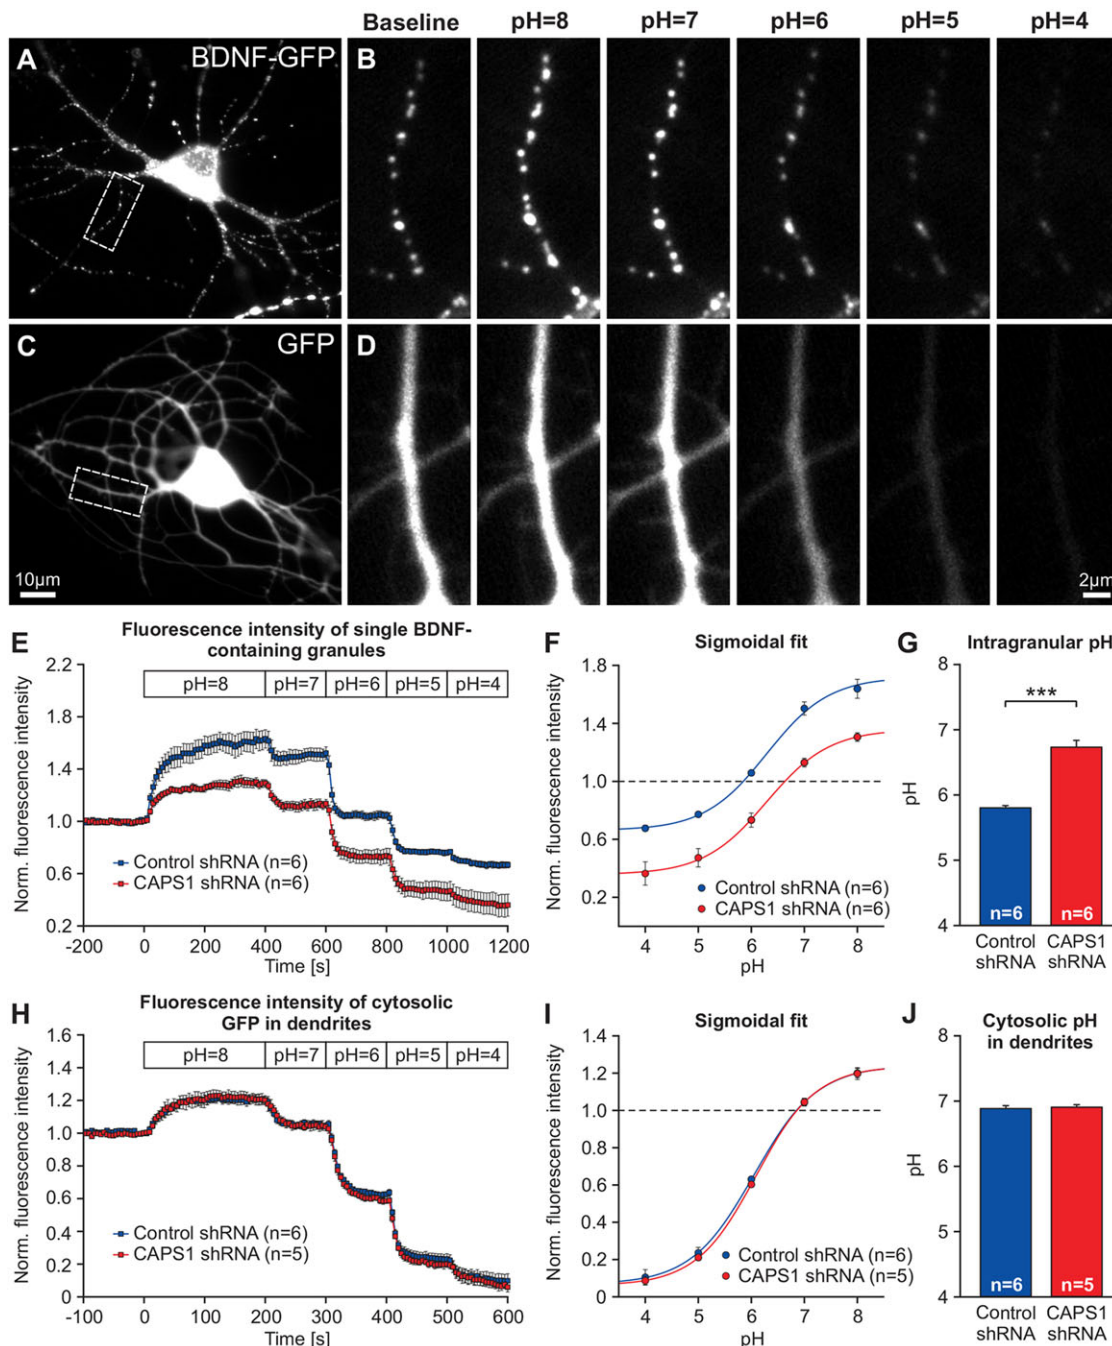 Baseline pH=8 pH=7 pH=6 pH=5 pH=4
A BDNF-GFP B
C GFP D
10µm 2µm
E Fluorescence intensity of single BDNF-
containing granules
pH=8 pH=7 pH=6 pH=5 pH=4
Norm. fluorescence intensity
2.2
1.8
1.4
1.0
0.6
0.2
Control shRNA (n=6)
CAPS1 shRNA (n=6)
-200 0 200 400 600 800 1000 1200
Time [s]
F Sigmoidal fit
Norm. fluorescence intensity
1.8
1.4
1.0
0.6
0.2
Control shRNA (n=6)
CAPS1 shRNA (n=6)
4 5 6 7 8
pH
G Intragranular pH
***
pH
8
7
6
5
4
n=6 n=6
Control
shRNA
CAPS1
shRNA
H Fluorescence intensity of cytosolic
GFP in dendrites
pH=8 pH=7 pH=6 pH=5 pH=4
Norm. fluorescence intensity
1.6
1.4
1.2
1.0
0.8
0.6
0.4
0.2
0
Control shRNA (n=6)
CAPS1 shRNA (n=5)
-100 0 100 200 300 400 500 600
Time [s]
I Sigmoidal fit
Norm. fluorescence intensity
1.4
1.2
1.0
0.8
0.6
0.4
0.2
0
Control shRNA (n=6)
CAPS1 shRNA (n=5)
4 5 6 7 8
pH
J Cytosolic pH
in dendrites
pH
8
7
6
5
4
n=6 n=5
Control
shRNA
CAPS1
shRNA